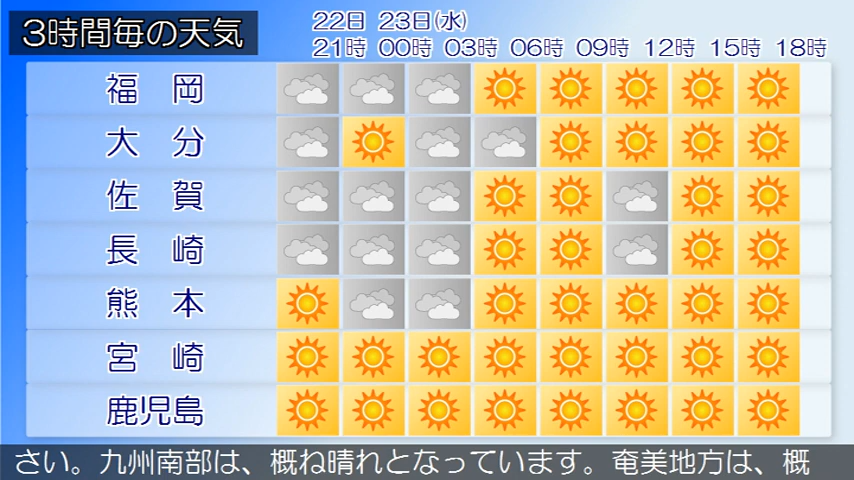 3時間毎の天気
22日 23日(水)
21時 00時 03時 06時 09時 12時 15時 18時
福岡
大分
佐賀
長崎
熊本
宮崎
鹿児島
さい。九州南部は、概ね晴れとなっています。奄美地方は、概